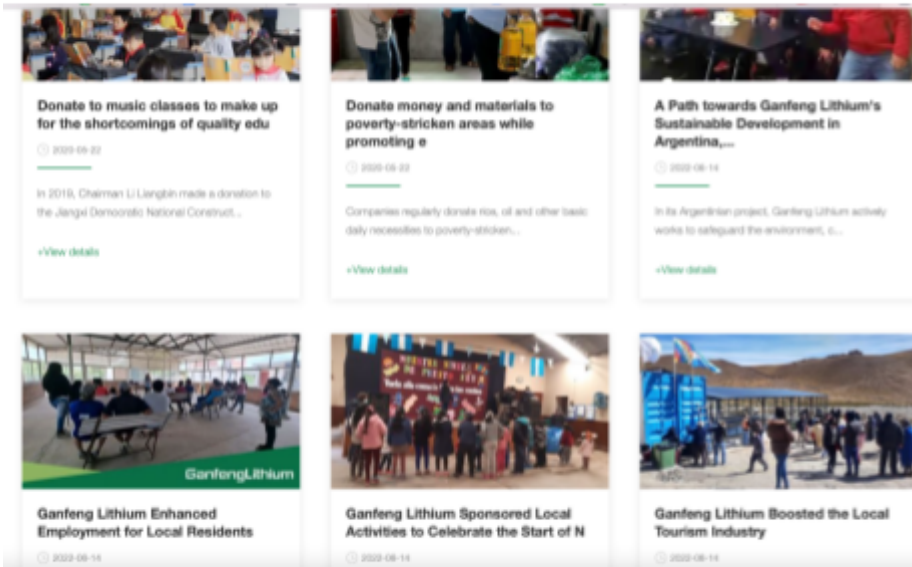 Donate to music classes to make up
for the shortcomings of quality edu
2020-05-22
In 2019, Chairman Li Liangbin made a donation to
the Jiangxi Democratic National Construct...
+View details
Donate money and materials to
poverty-stricken areas while
promoting e
2020-05-22
Companies regularly donate rice, oil and other basic
daily necessities to poverty-stricken...
+View details
A Path towards Ganfeng Lithium's
Sustainable Development in
Argentina,...
2022-06-14
In its Argentinian project, Ganfeng Lithium actively
works to safeguard the environment, c...
+View details
GanfengLithium
Ganfeng Lithium Enhanced
Employment for Local Residents
2022-06-14
Ganfeng Lithium Sponsored Local
Activities to Celebrate the Start of N
2022-06-14
Ganfeng Lithium Boosted the Local
Tourism Industry
2022-06-14